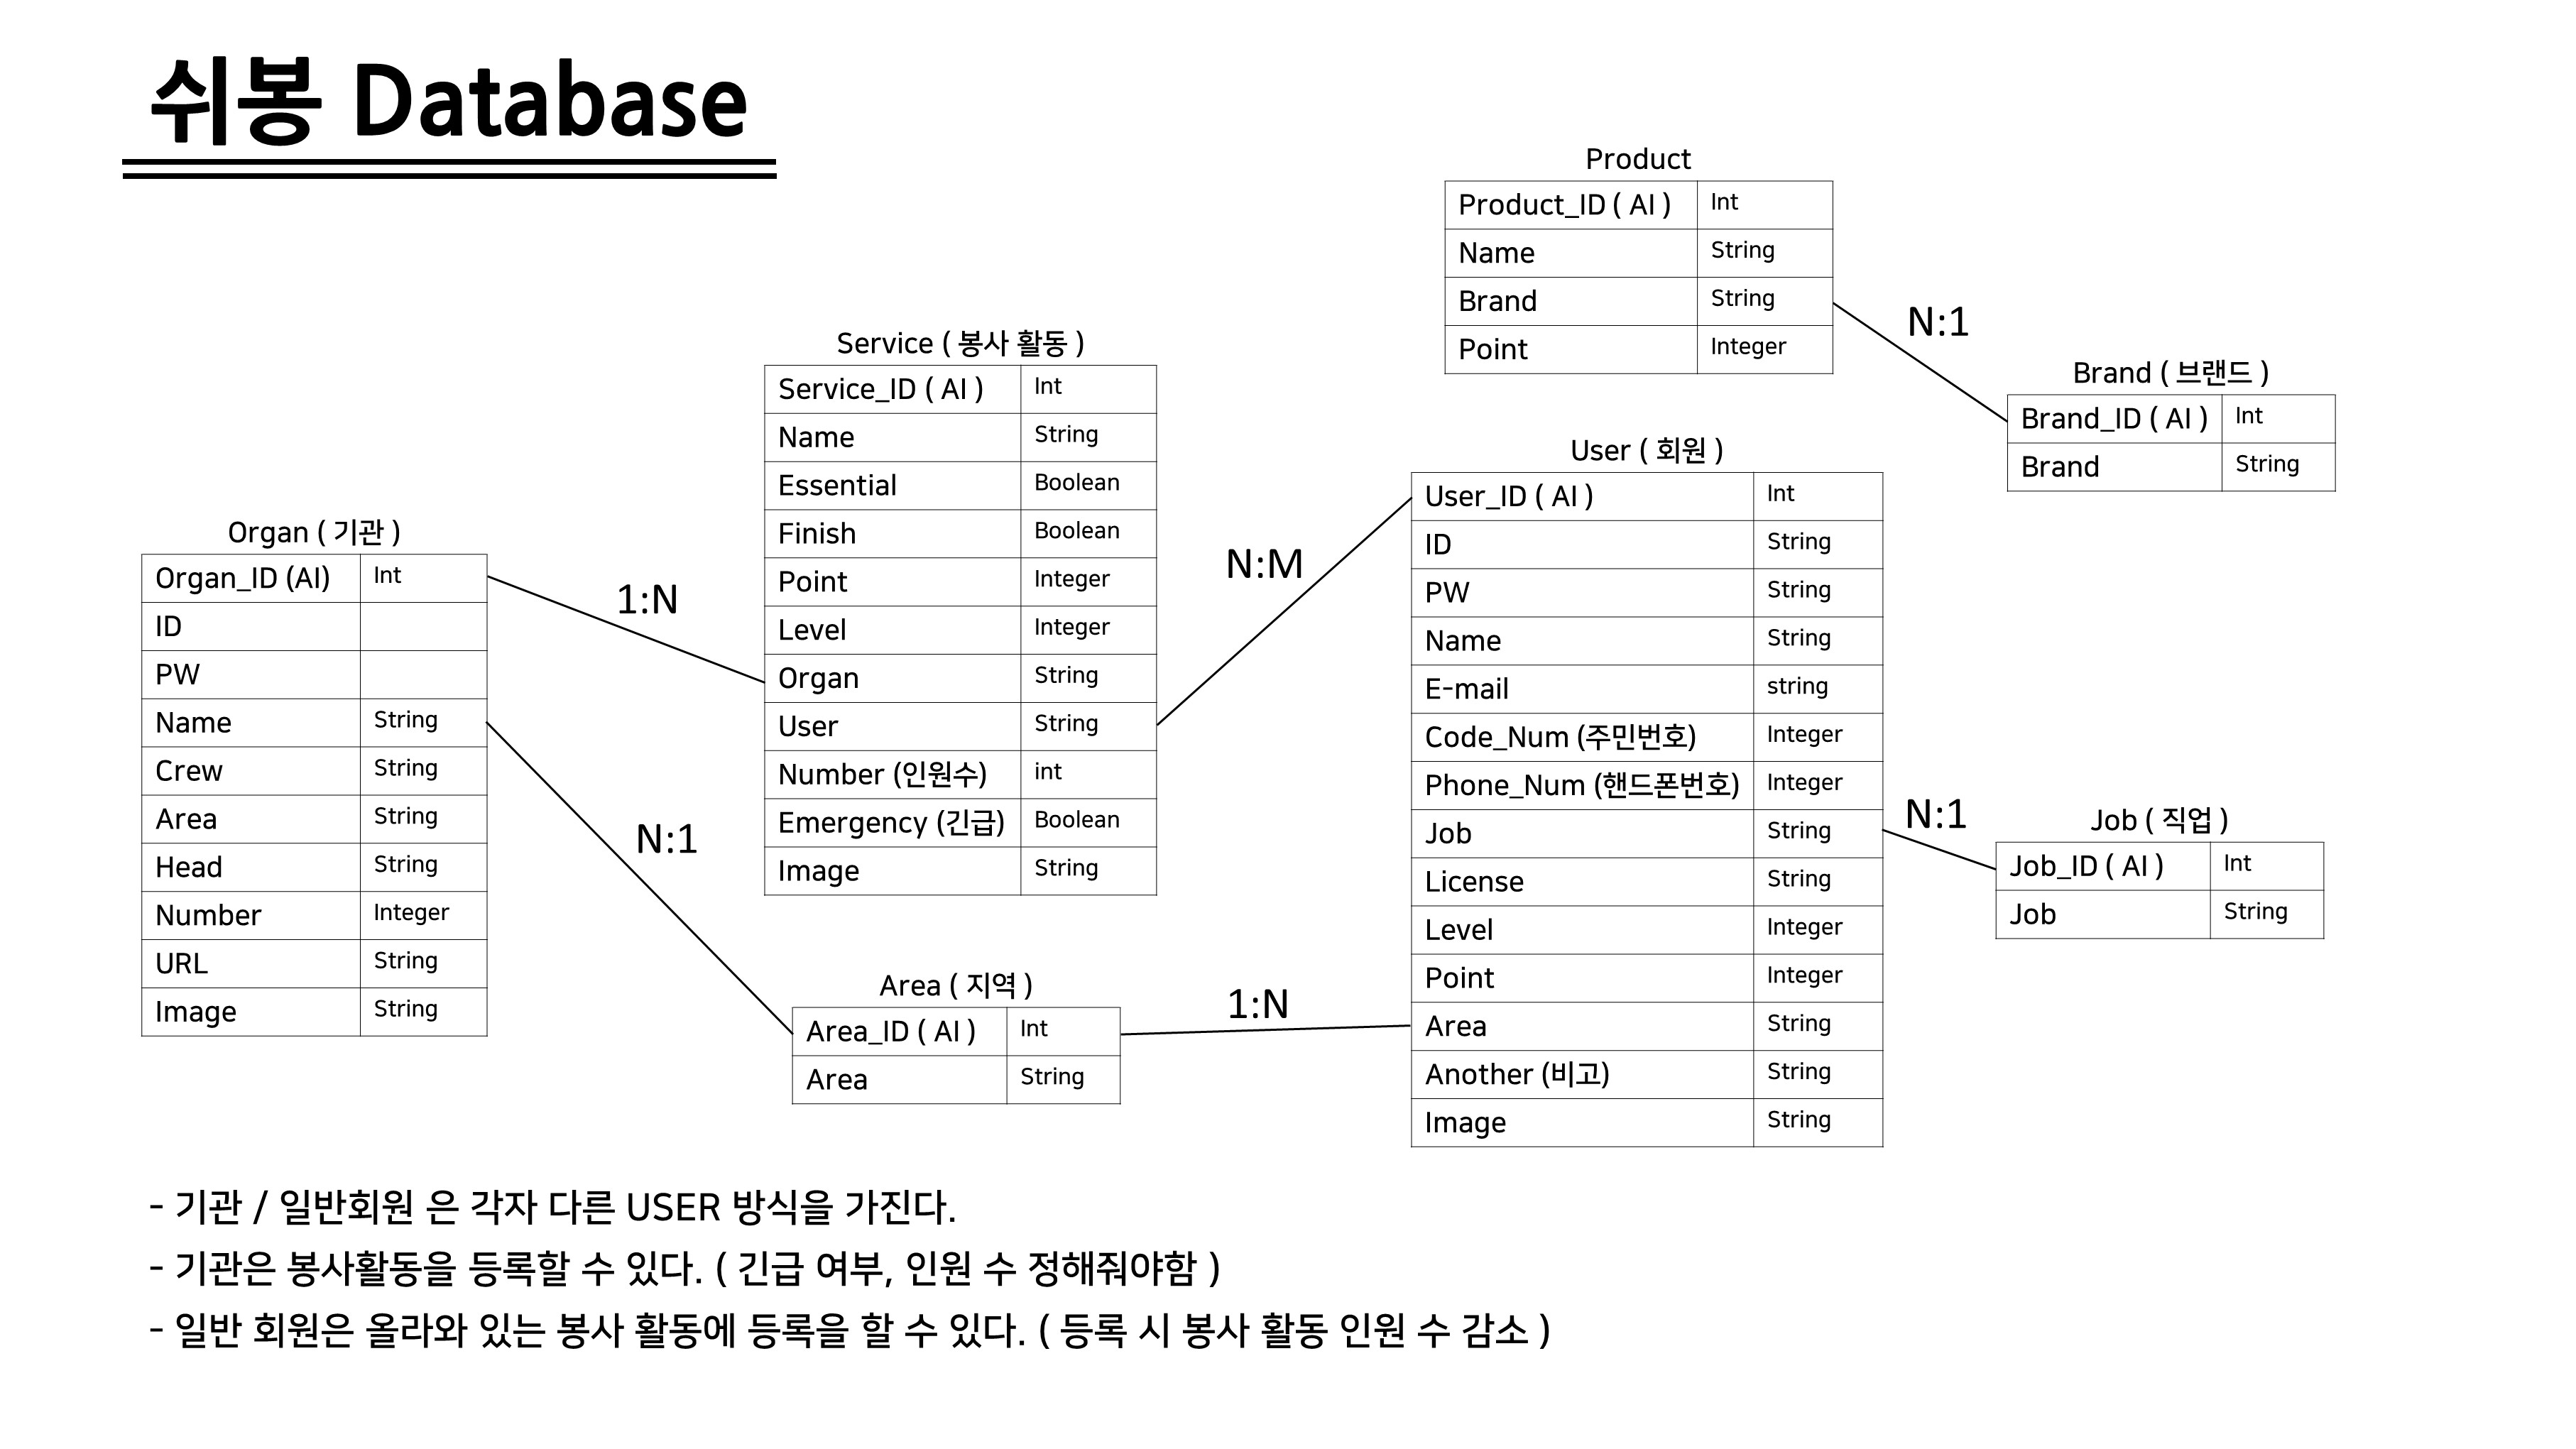 쉬봉 Database
Product
Product_ID ( AI ) Int
Name String
Brand String
Point Integer
N:1
Brand ( 브랜드 )
Brand_ID ( AI ) Int
Brand String
Service ( 봉사 활동 )
Service_ID ( AI ) Int
Name String
Essential Boolean
Finish Boolean
Point Integer
Level Integer
Organ String
User String
Number (인원수) int
Emergency (긴급) Boolean
Image String
User ( 회원 )
User_ID ( AI ) Int
ID String
PW String
Name String
E-mail string
Code_Num (주민번호) Integer
Phone_Num (핸드폰번호) Integer
Job String
License String
Level Integer
Point Integer
Area String
Another (비고) String
Image String
Organ ( 기관 )
Organ_ID (AI) Int
ID
PW
Name String
Crew String
Area String
Head String
Number Integer
URL String
Image String
1:N
N:M
N:1
N:1
Job ( 직업 )
Job_ID ( AI ) Int
Job String
Area ( 지역 )
Area_ID ( AI ) Int
Area String
1:N
- 기관 / 일반회원 은 각자 다른 USER 방식을 가진다.
- 기관은 봉사활동을 등록할 수 있다. ( 긴급 여부, 인원 수 정해줘야함 )
- 일반 회원은 올라와 있는 봉사 활동에 등록을 할 수 있다. ( 등록 시 봉사 활동 인원 수 감소 )